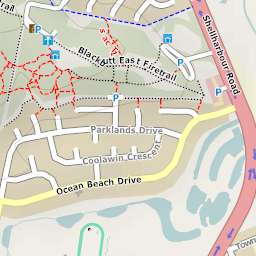 Shellharbour Road
Blackbutt East Firetrail
P
P
P
P
P
Parklands Drive
Coolawin Crescent
Ocean Beach Drive